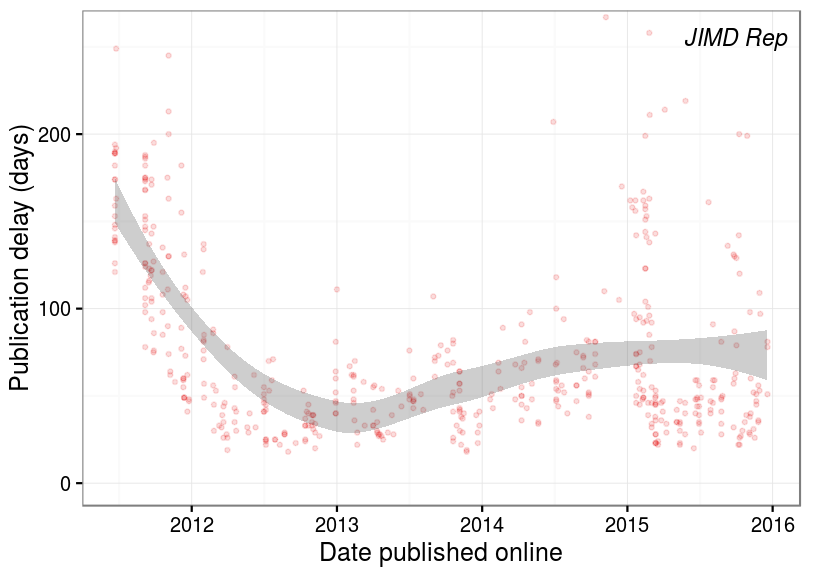 JIMD Rep
Publication delay (days)
200
100
0
2012 2013 2014 2015 2016
Date published online